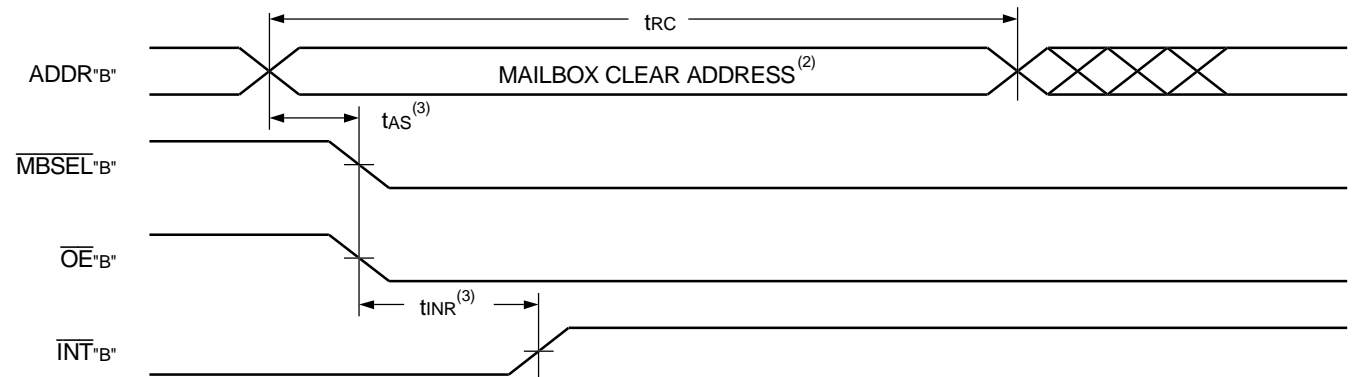 tRC
ADDR"B"
MAILBOX CLEAR ADDRESS(2)
tAS(3)
MBSEL"B"
OE"B"
tINR(3)
INT"B"